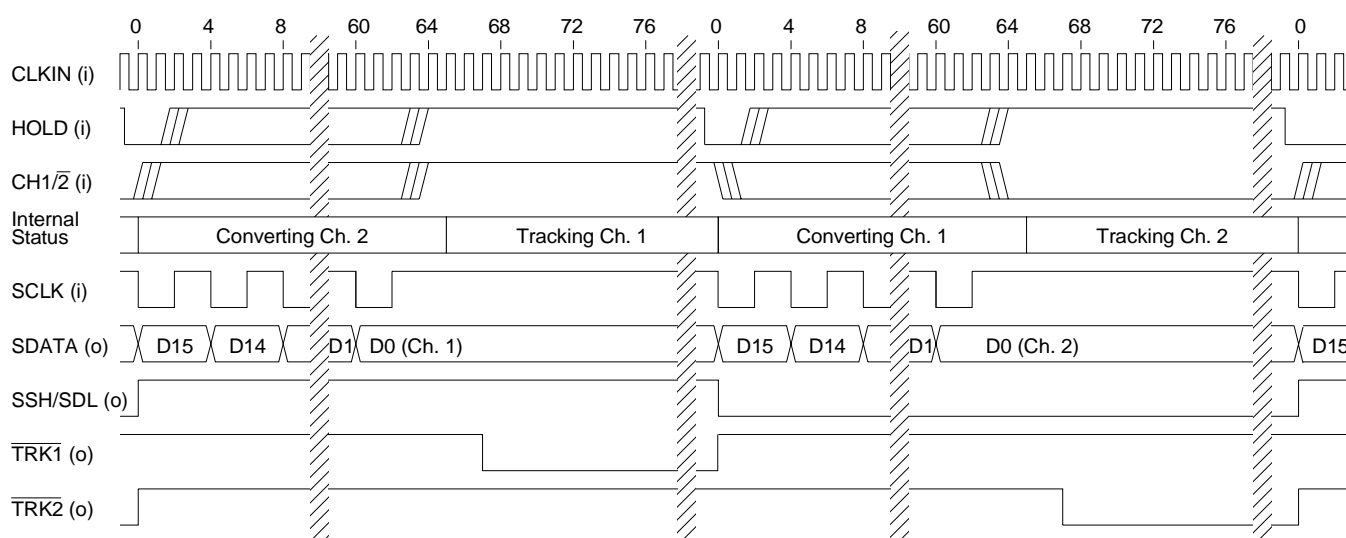 0 4 8 60 64 68 72 76 0 4 8 60 64 68 72 76 0
CLKIN (i)
HOLD (i)
CH1/2̅ (i)
Internal
Status
Converting Ch. 2 Tracking Ch. 1 Converting Ch. 1 Tracking Ch. 2
SCLK (i)
SDATA (o) D15 D14 D1 D0 (Ch. 1) D15 D14 D1 D0 (Ch. 2) D15
SSH/SDL (o)
T̅R̅K̅1̅ (o)
T̅R̅K̅2̅ (o)